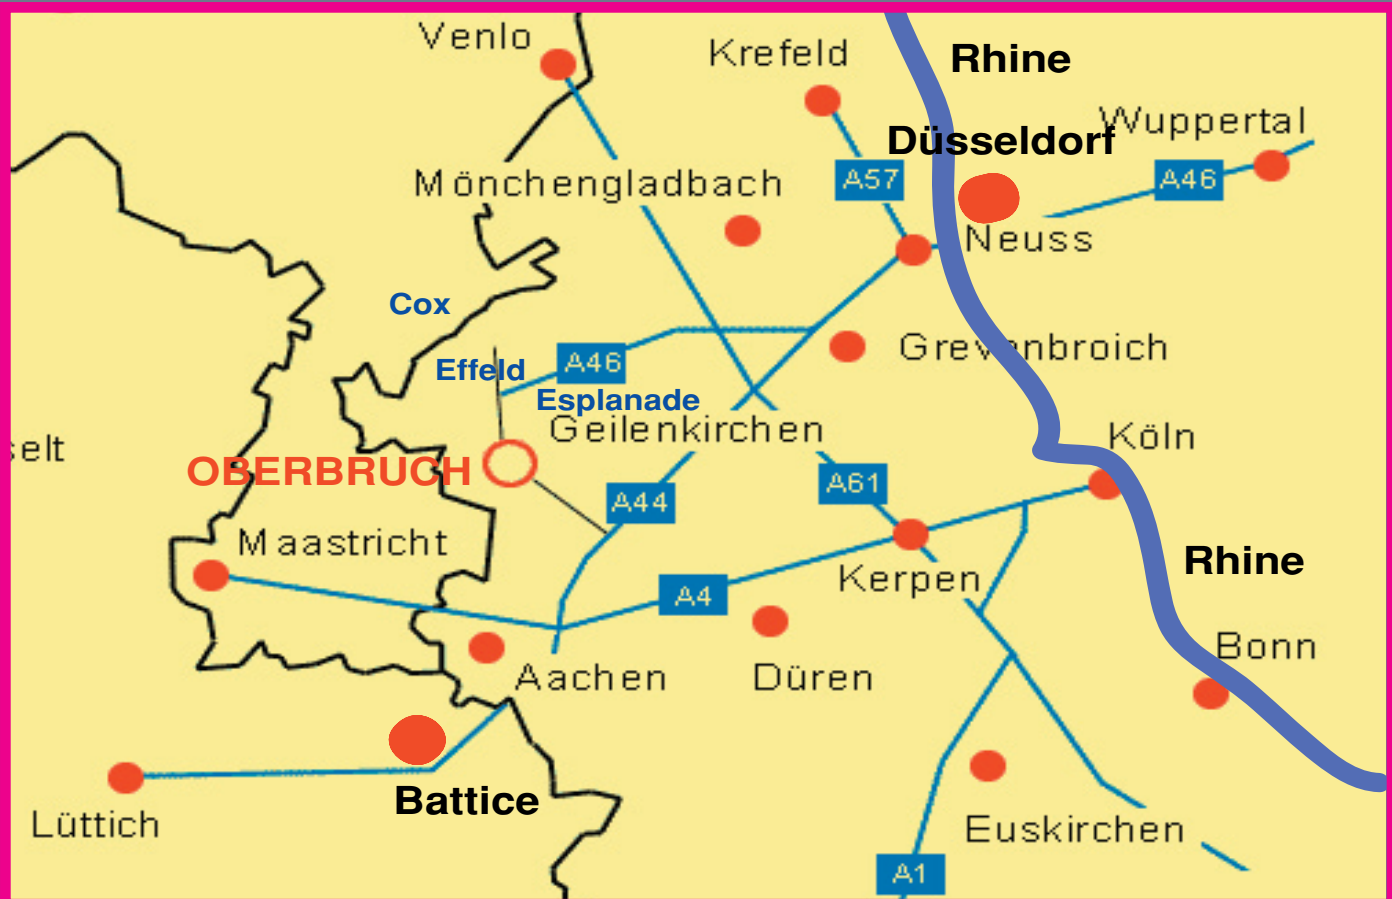 Venlo
Krefeld
Rhine
Wuppertal
Düsseldorf
Mönchengladbach
A57
A46
Neuss
Cox
Grevenbroich
A46
Effeld
Esplanade
Geilenkirchen
Köln
selt
OBERBRUCH
A61
A44
Maastricht
Rhine
Kerpen
A4
Bonn
Aachen
Düren
Battice
Lüttich
Euskirchen
A1